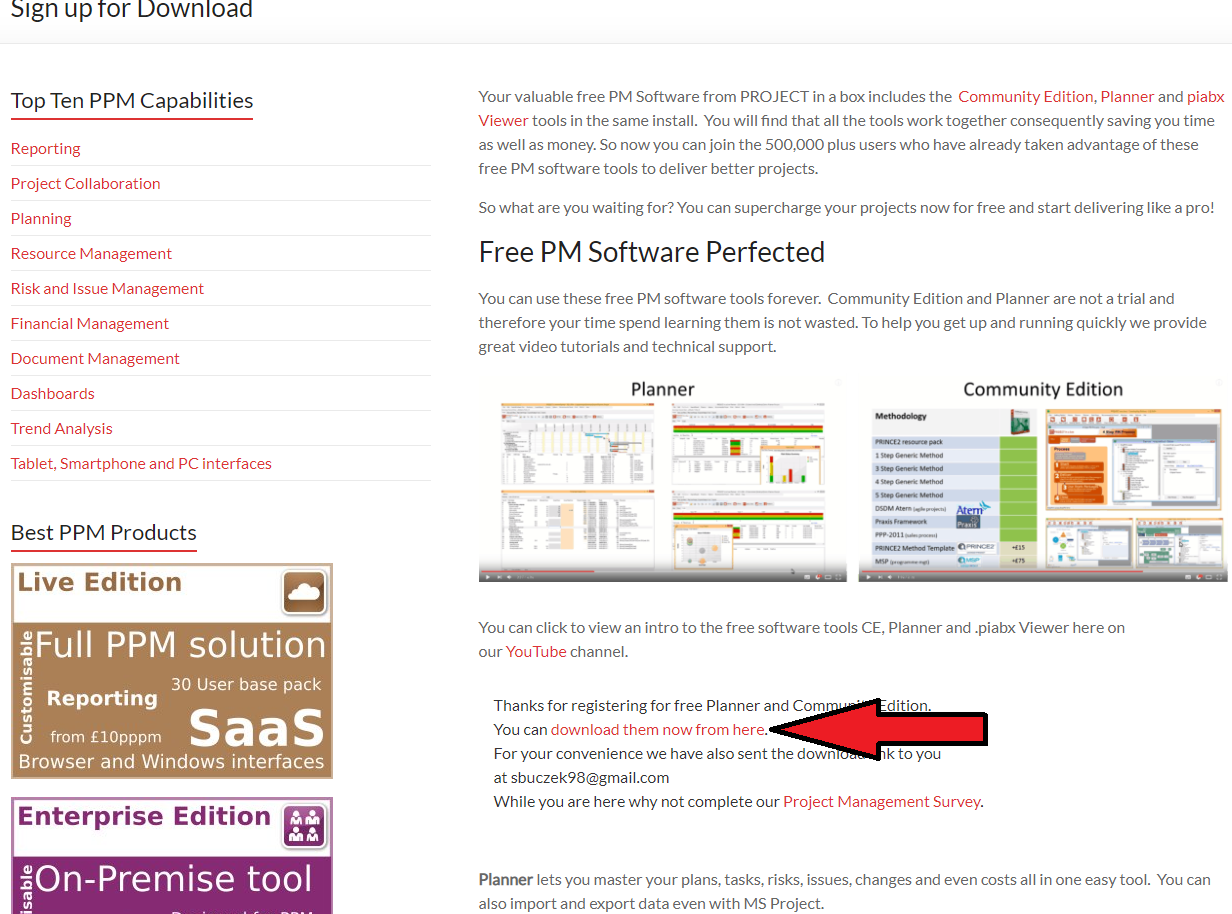 Sign up for Download
Top Ten PPM Capabilities
Reporting
Project Collaboration
Planning
Resource Management
Risk and Issue Management
Financial Management
Document Management
Dashboards
Trend Analysis
Tablet, Smartphone and PC interfaces
Best PPM Products
Live Edition
Customisable
Full PPM solution
30 User base pack
Reporting
SaaS
from £10pppm
Browser and Windows interfaces
Enterprise Edition
On-Premise tool
Your valuable free PM Software from PROJECT in a box includes the Community Edition, Planner and piabx
Viewer tools in the same install. You will find that all the tools work together consequently saving you time
as well as money. So now you can join the 500,000 plus users who have already taken advantage of these
free PM software tools to deliver better projects.
So what are you waiting for? You can supercharge your projects now for free and start delivering like a pro!
Free PM Software Perfected
You can use these free PM software tools forever. Community Edition and Planner are not a trial and
therefore your time spend learning them is not wasted. To help you get up and running quickly we provide
great video tutorials and technical support.
Planner
Community Edition
Methodology
PRINCE2 resource pack
1 Step Generic Method
3 Step Generic Method
4 Step Generic Method
5 Step Generic Method
DSDM Atern (agile projects)
Atern
Praxis Framework
Praxis
PPP-2011 (sales process)
PRINCE2 Method Template PRINCE2 +£15
MSP (programme mgt) MSP +£75
You can click to view an intro to the free software tools CE, Planner and .piabx Viewer here on
our YouTube channel.
Thanks for registering for free Planner and Community Edition.
You can download them now from here.
For your convenience we have also sent the download link to you
at sbuczek98@gmail.com
While you are here why not complete our Project Management Survey.
Planner lets you master your plans, tasks, risks, issues, changes and even costs all in one easy tool. You can
also import and export data even with MS Project.